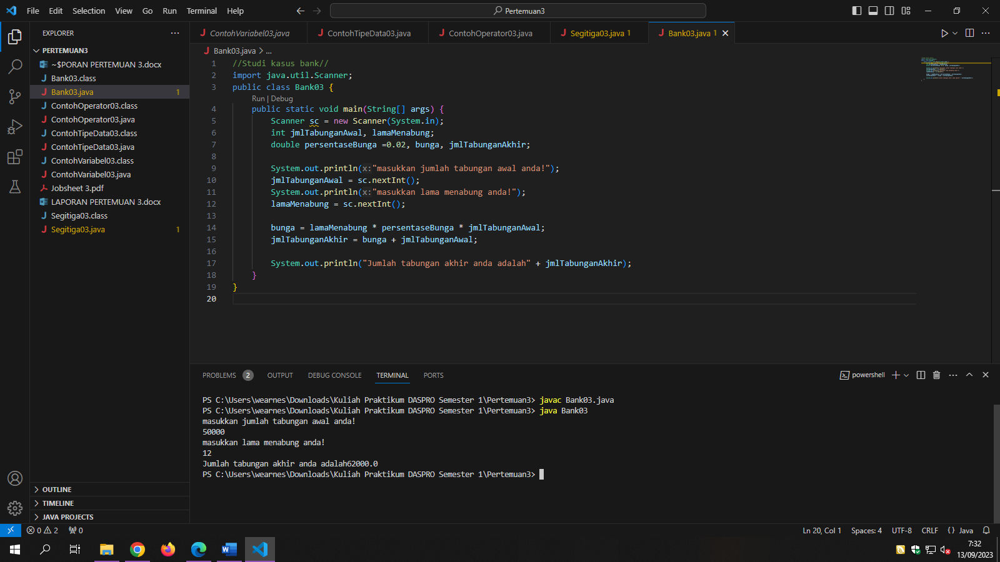 File Edit Selection View Go Run Terminal Help
Pertemuan3
EXPLORER
PERTEMUAN3
~$PORAN PERTEMUAN 3.docx
Bank03.class
Bank03.java 1
ContohOperator03.class
ContohOperator03.java
ContohTipeData03.class
ContohTipeData03.java
ContohVariabel03.class
ContohVariabel03.java
Jobsheet 3.pdf
LAPORAN PERTEMUAN 3.docx
Segitiga03.class
Segitiga03.java 1
OUTLINE
TIMELINE
JAVA PROJECTS
ContohVariabel03.java ContohTipeData03.java ContohOperator03.java Segitiga03.java 1 Bank03.java 1
Bank03.java > ...
1 //Studi kasus bank//
2 import java.util.Scanner;
3 public class Bank03 {
Run | Debug
4 public static void main(String[] args) {
5 Scanner sc = new Scanner(System.in);
6 int jmlTabunganAwal, lamaMenabung;
7 double persentaseBunga =0.02, bunga, jmlTabunganAkhir;
8
9 System.out.println(x:"masukkan jumlah tabungan awal anda!");
10 jmlTabunganAwal = sc.nextInt();
11 System.out.println(x:"masukkan lama menabung anda!");
12 lamaMenabung = sc.nextInt();
13
14 bunga = lamaMenabung * persentaseBunga * jmlTabunganAwal;
15 jmlTabunganAkhir = bunga + jmlTabunganAwal;
16
17 System.out.println("Jumlah tabungan akhir anda adalah" + jmlTabunganAkhir);
18 }
19 }
20
PROBLEMS 2 OUTPUT DEBUG CONSOLE TERMINAL PORTS
powershell
PS C:\Users\wearnes\Downloads\Kuliah Praktikum DASPRO Semester 1\Pertemuan3> javac Bank03.java
PS C:\Users\wearnes\Downloads\Kuliah Praktikum DASPRO Semester 1\Pertemuan3> java Bank03
masukkan jumlah tabungan awal anda!
50000
masukkan lama menabung anda!
12
Jumlah tabungan akhir anda adalah62000.0
PS C:\Users\wearnes\Downloads\Kuliah Praktikum DASPRO Semester 1\Pertemuan3>
0 2 0
Ln 20, Col 1 Spaces: 4 UTF-8 CRLF {} Java
7:32
13/09/2023